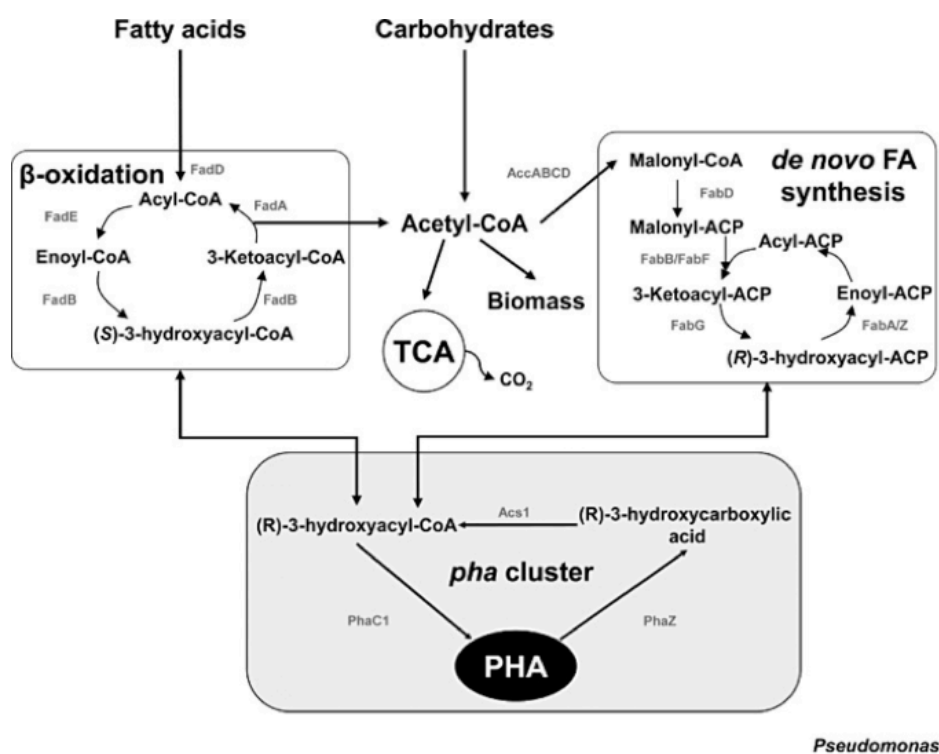 Fatty acids
Carbohydrates
β-oxidation
FadD
Acyl-CoA
FadA
FadE
Enoyl-CoA
3-Ketoacyl-CoA
FadB
FadB
(S)-3-hydroxyacyl-CoA
Acetyl-CoA
Biomass
TCA
CO2
AccABCD
de novo FA
synthesis
Malonyl-CoA
FabD
Malonyl-ACP
Acyl-ACP
FabB/FabF
3-Ketoacyl-ACP
Enoyl-ACP
FabG
FabA/Z
(R)-3-hydroxyacyl-ACP
(R)-3-hydroxyacyl-CoA
Acs1
(R)-3-hydroxycarboxylic
acid
pha cluster
PhaC1
PhaZ
PHA
Pseudomonas